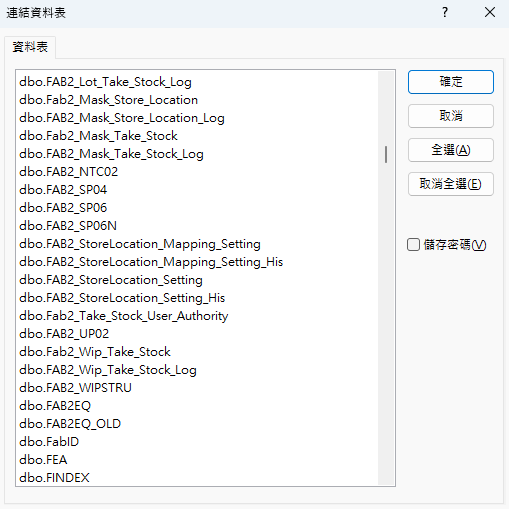 連結資料表
?
資料表
dbo.FAB2_Lot_Take_Stock_Log
dbo.Fab2_Mask_Store_Location
dbo.FAB2_Mask_Store_Location_Log
dbo.Fab2_Mask_Take_Stock
dbo.FAB2_Mask_Take_Stock_Log
dbo.FAB2_NTC02
dbo.FAB2_SP04
dbo.FAB2_SP06
dbo.FAB2_SP06N
dbo.FAB2_StoreLocation_Mapping_Setting
dbo.FAB2_StoreLocation_Mapping_Setting_His
dbo.FAB2_StoreLocation_Setting
dbo.FAB2_StoreLocation_Setting_His
dbo.Fab2_Take_Stock_User_Authority
dbo.FAB2_UP02
dbo.Fab2_Wip_Take_Stock
dbo.Fab2_Wip_Take_Stock_Log
dbo.FAB2_WIPSTRU
dbo.FAB2EQ
dbo.FAB2EQ_OLD
dbo.FabID
dbo.FEA
dbo.FINDEX
確定
取消
全選(A)
取消全選(E)
儲存密碼(V)